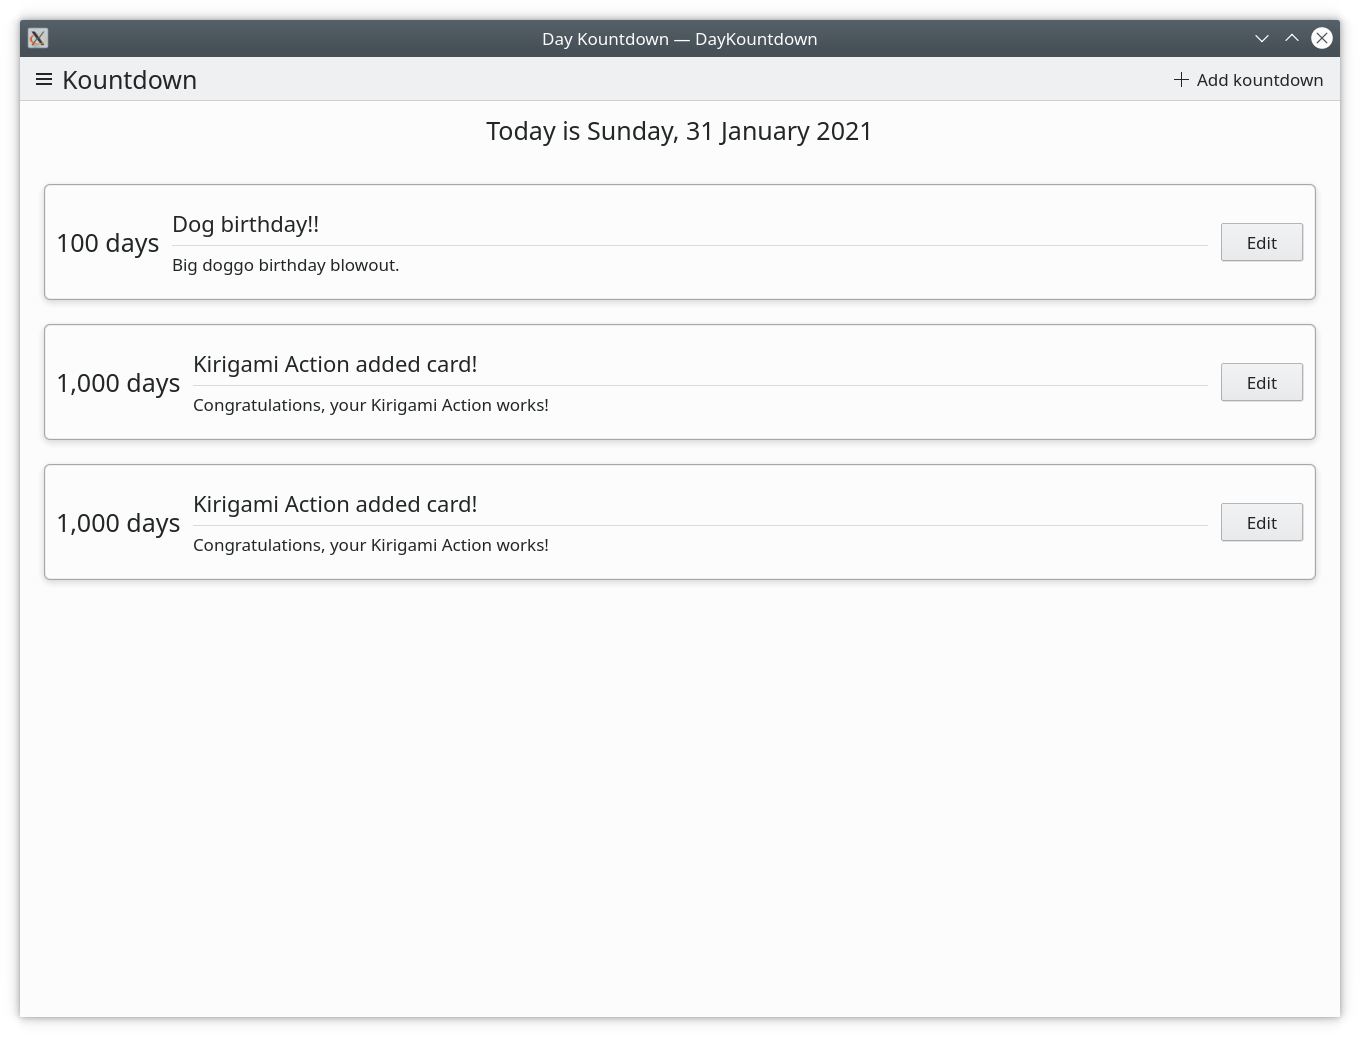 Day Kountdown — DayKountdown
Kountdown
Add kountdown
Today is Sunday, 31 January 2021
100 days
Dog birthday!!
Big doggo birthday blowout.
Edit
1,000 days
Kirigami Action added card!
Congratulations, your Kirigami Action works!
Edit
1,000 days
Kirigami Action added card!
Congratulations, your Kirigami Action works!
Edit